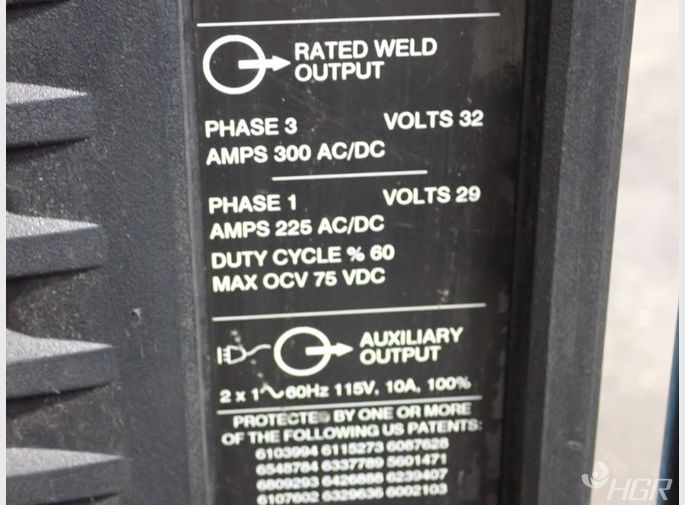 RATED WELD
OUTPUT
PHASE 3 VOLTS 32
AMPS 300 AC/DC
PHASE 1 VOLTS 29
AMPS 225 AC/DC
DUTY CYCLE % 60
MAX OCV 75 VDC
AUXILIARY
OUTPUT
2 x 1 ∿ 60Hz 115V, 10A, 100%
PROTECTED BY ONE OR MORE
OF THE FOLLOWING US PATENTS:
6103994 6115273 6087628
6548784 6337789 5601471
6809293 6426888 6239407
6107602 6329636 6002103
HGR